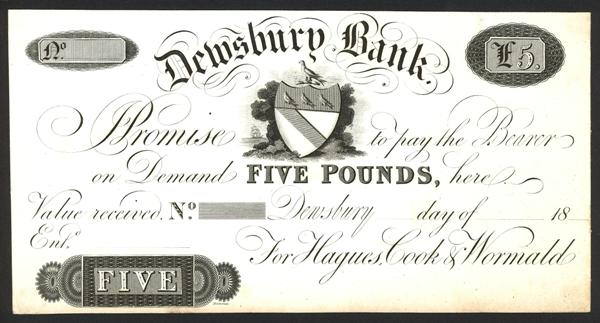 Nº
Dewsbury Bank.
£5.
I Promise to pay the Bearer
on Demand FIVE POUNDS, here.
Value received. Nº Dewsbury day of 18
Entd.
For Hagues, Cook & Wormald
FIVE